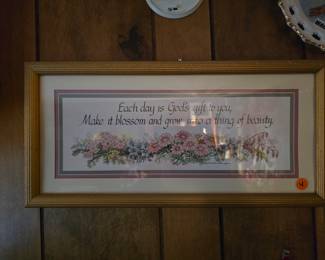 Each day is God's gift to you,
Make it blossom and grow into a thing of beauty.